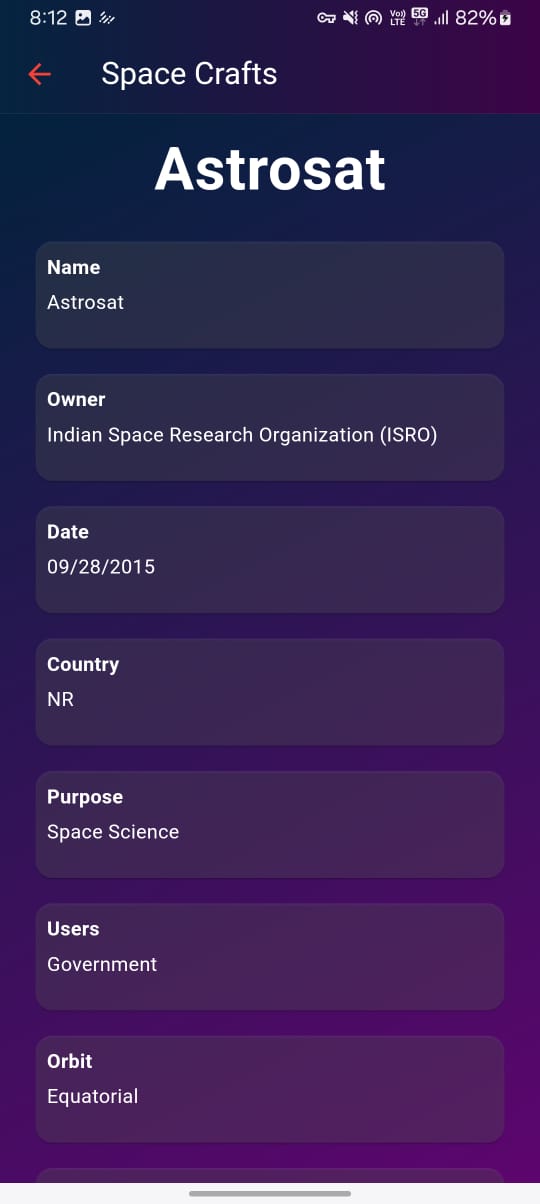 8:12
Vo))
LTE
5G
82%
Space Crafts
Astrosat
Name
Astrosat
Owner
Indian Space Research Organization (ISRO)
Date
09/28/2015
Country
NR
Purpose
Space Science
Users
Government
Orbit
Equatorial